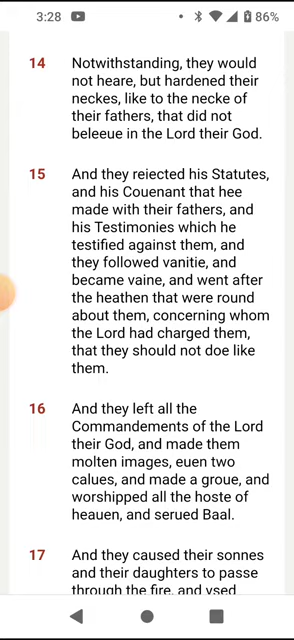 3:28
86%
14 Notwithstanding, they would
not heare, but hardened their
neckes, like to the necke of
their fathers, that did not
beleeue in the Lord their God.
15 And they reiected his Statutes,
and his Couenant that hee
made with their fathers, and
his Testimonies which he
testified against them, and
they followed vanitie, and
became vaine, and went after
the heathen that were round
about them, concerning whom
the Lord had charged them,
that they should not doe like
them.
16 And they left all the
Commandements of the Lord
their God, and made them
molten images, euen two
calues, and made a groue, and
worshipped all the hoste of
heauen, and serued Baal.
17 And they caused their sonnes
and their daughters to passe
through the fire, and vsed